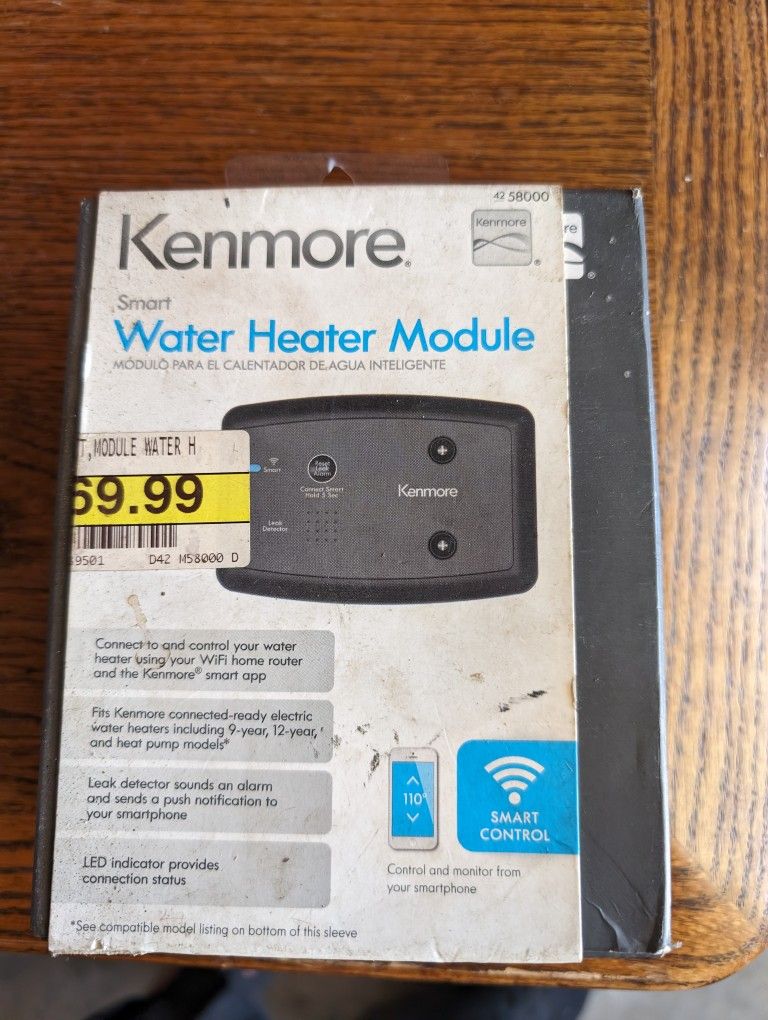 42 58000
Kenmore®
Kenmore
®
re
®
Smart
Water Heater Module
MÓDULO PARA EL CALENTADOR DE AGUA INTELIGENTE
T,MODULE WATER H
69.99
9501 D42 M58000 D
Smart
Reset
Leak
Alarm
Connect Smart
Hold 5 Sec
Kenmore
Leak
Detector
Connect to and control your water
heater using your WiFi home router
and the Kenmore® smart app
Fits Kenmore connected-ready electric
water heaters including 9-year, 12-year,
and heat pump models*
Leak detector sounds an alarm
and sends a push notification to
your smartphone
LED indicator provides
connection status
110°
SMART
CONTROL
Control and monitor from
your smartphone
*See compatible model listing on bottom of this sleeve